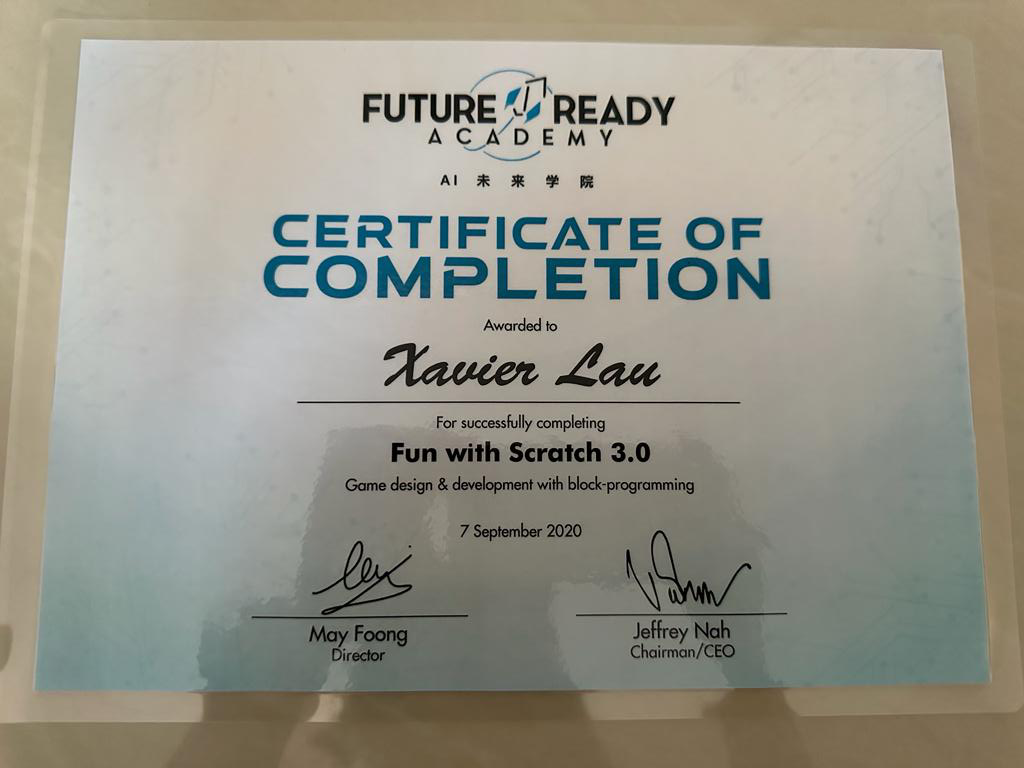 FUTURE READY
ACADEMY
AI 未来学院
CERTIFICATE OF
COMPLETION
Awarded to
Xavier Lau
For successfully completing
Fun with Scratch 3.0
Game design & development with block-programming
7 September 2020
May Foong
Director
Jeffrey Nah
Chairman/CEO